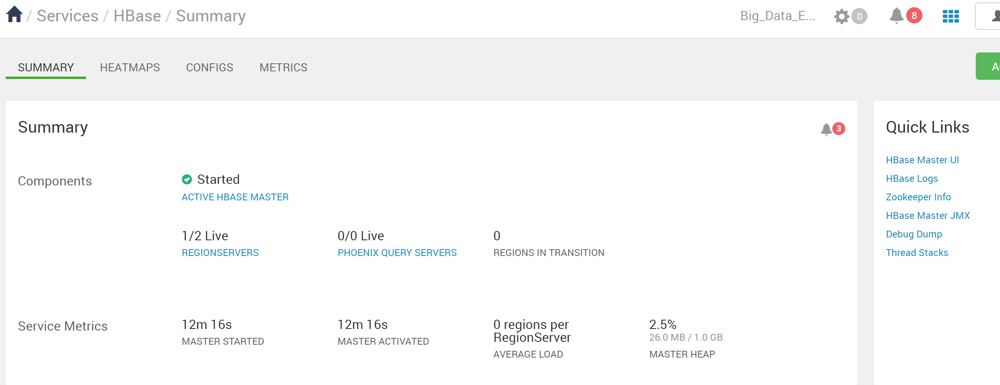 / Services / HBase / Summary
Big_Data_E...
0
8
SUMMARY HEATMAPS CONFIGS METRICS
Summary
3
Components
Started
ACTIVE HBASE MASTER
1/2 Live
REGIONSERVERS
0/0 Live
PHOENIX QUERY SERVERS
0
REGIONS IN TRANSITION
Service Metrics
12m 16s
MASTER STARTED
12m 16s
MASTER ACTIVATED
0 regions per
RegionServer
AVERAGE LOAD
2.5%
26.0 MB / 1.0 GB
MASTER HEAP
Quick Links
HBase Master UI
HBase Logs
Zookeeper Info
HBase Master JMX
Debug Dump
Thread Stacks